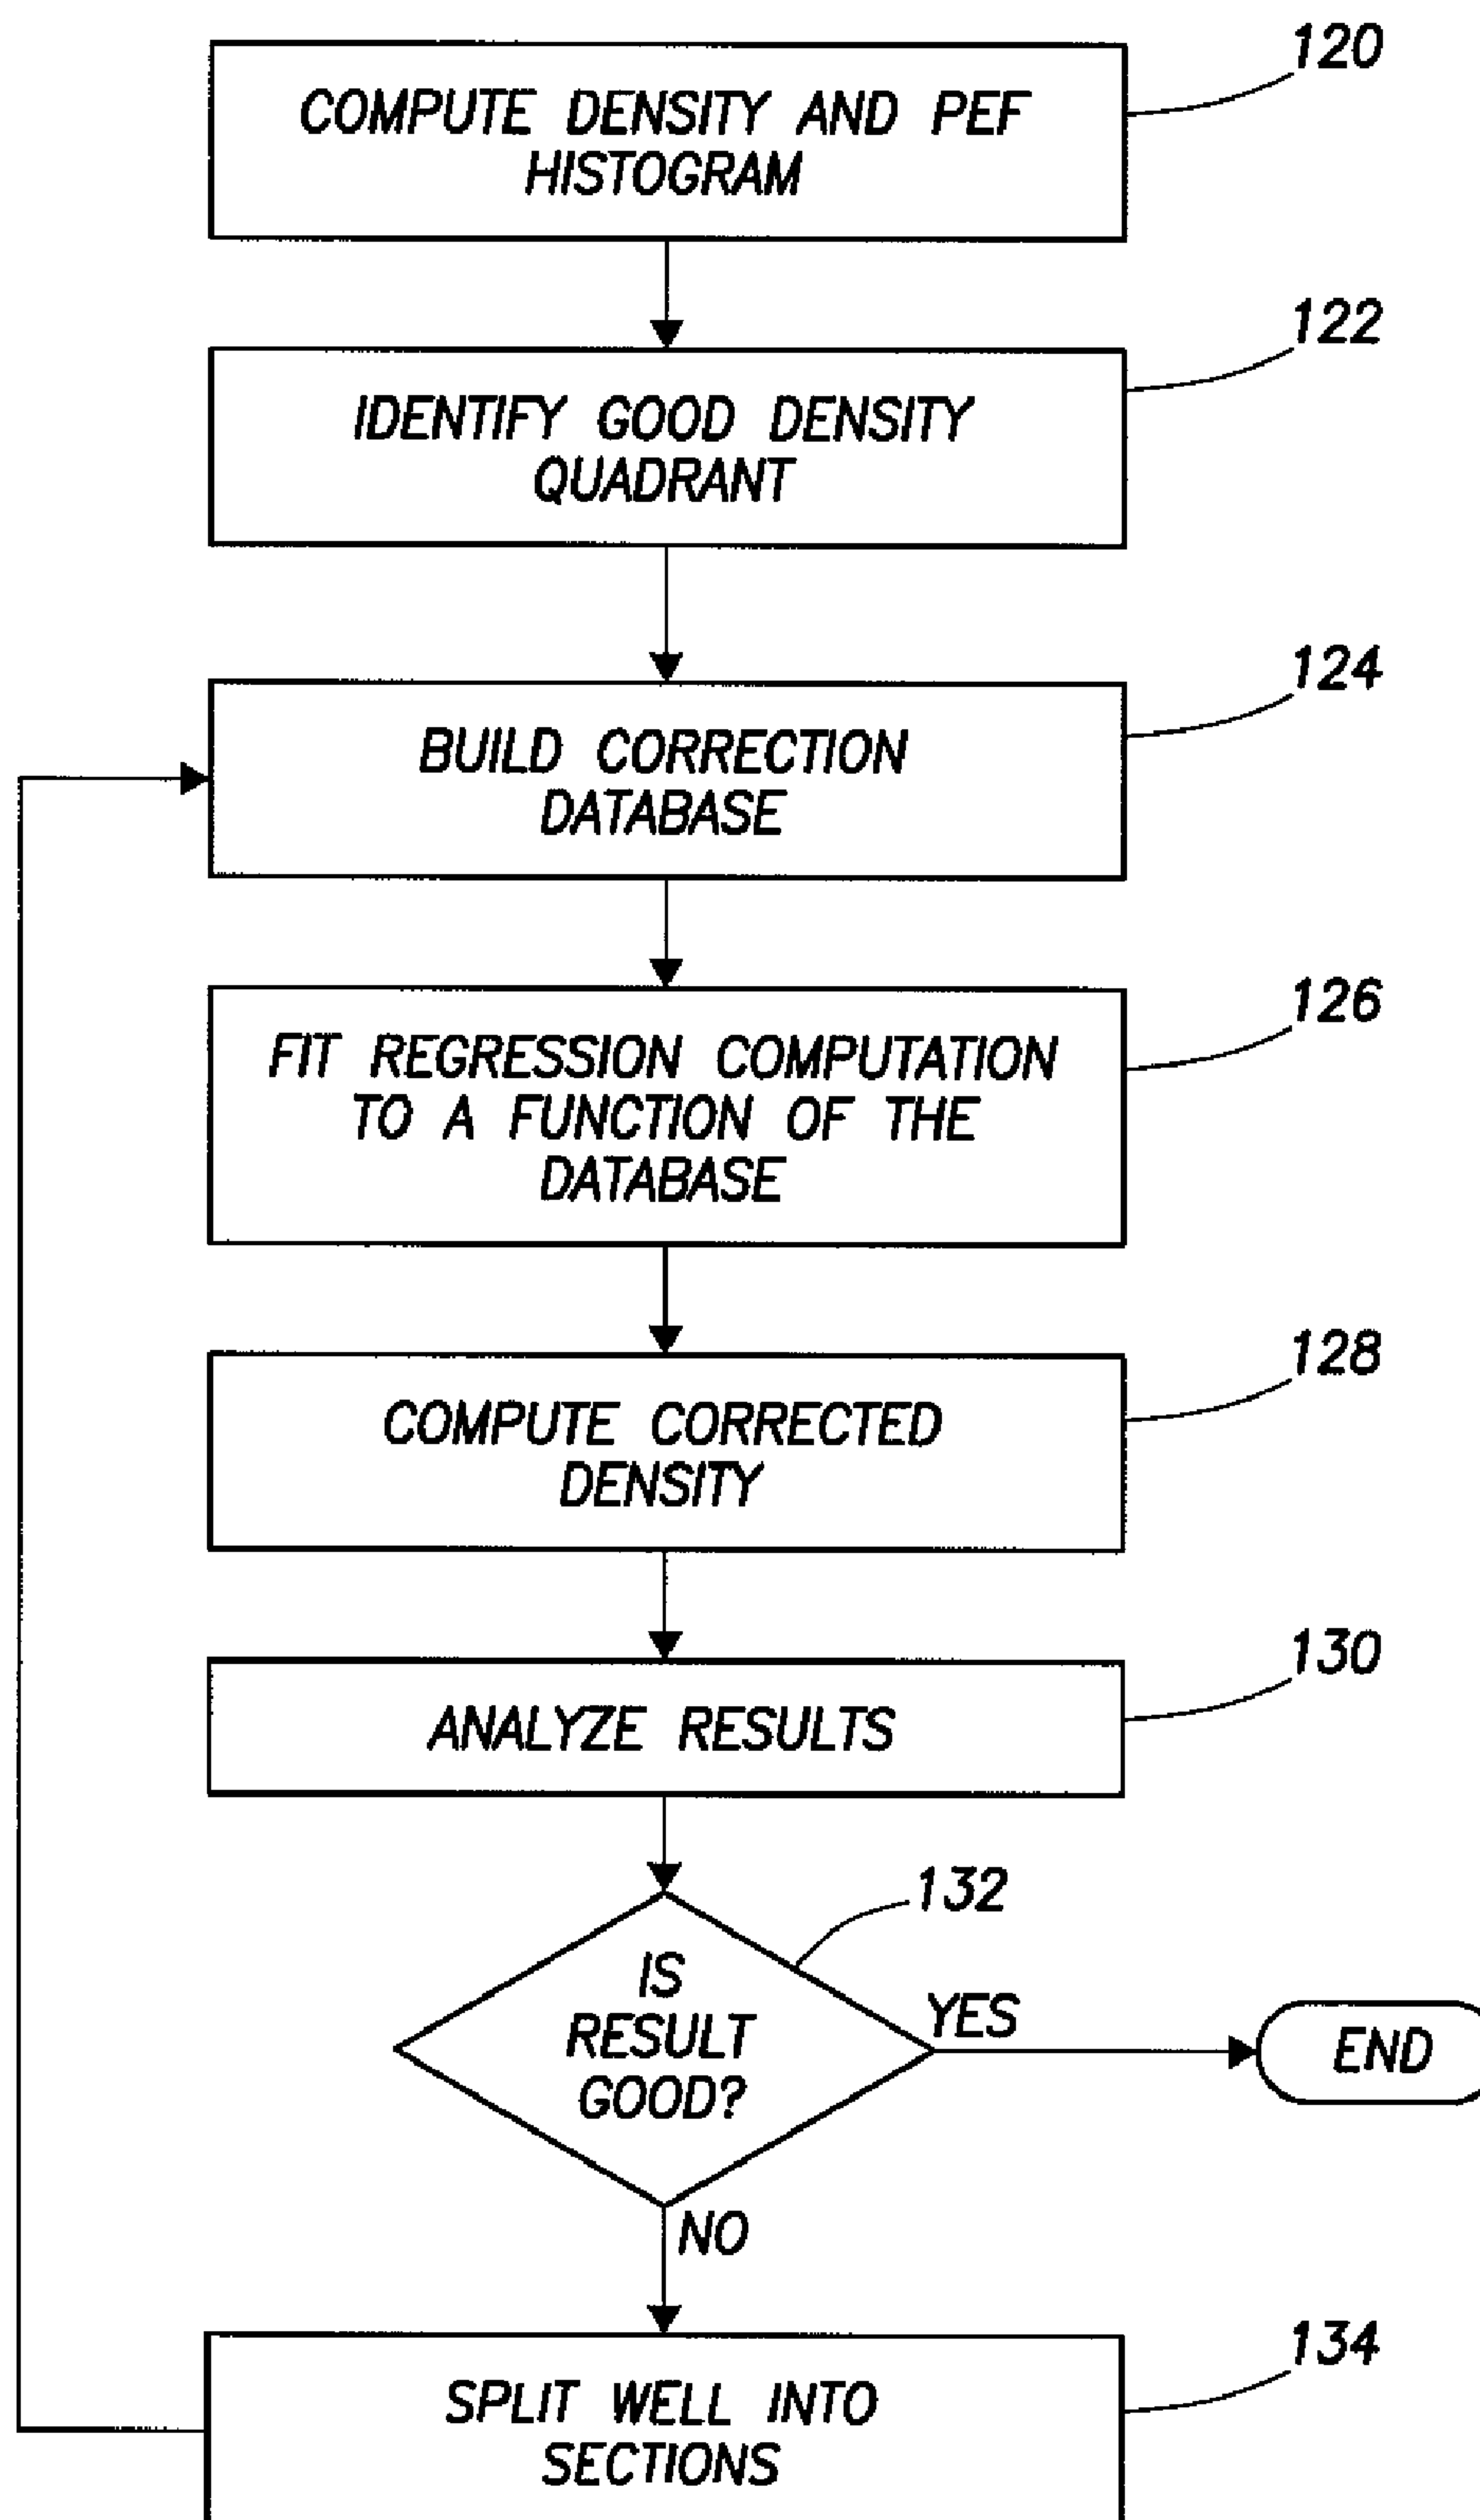 120
COMPUTE DENSITY AND PEF
HISTOGRAM
122
IDENTIFY GOOD DENSITY
QUADRANT
124
BUILD CORRECTION
DATABASE
126
FIT REGRESSION COMPUTATION
TO A FUNCTION OF THE
DATABASE
128
COMPUTE CORRECTED
DENSITY
130
ANALYZE RESULTS
132
IS
RESULT
GOOD?
YES
END
NO
134
SPLIT WELL INTO
SECTIONS